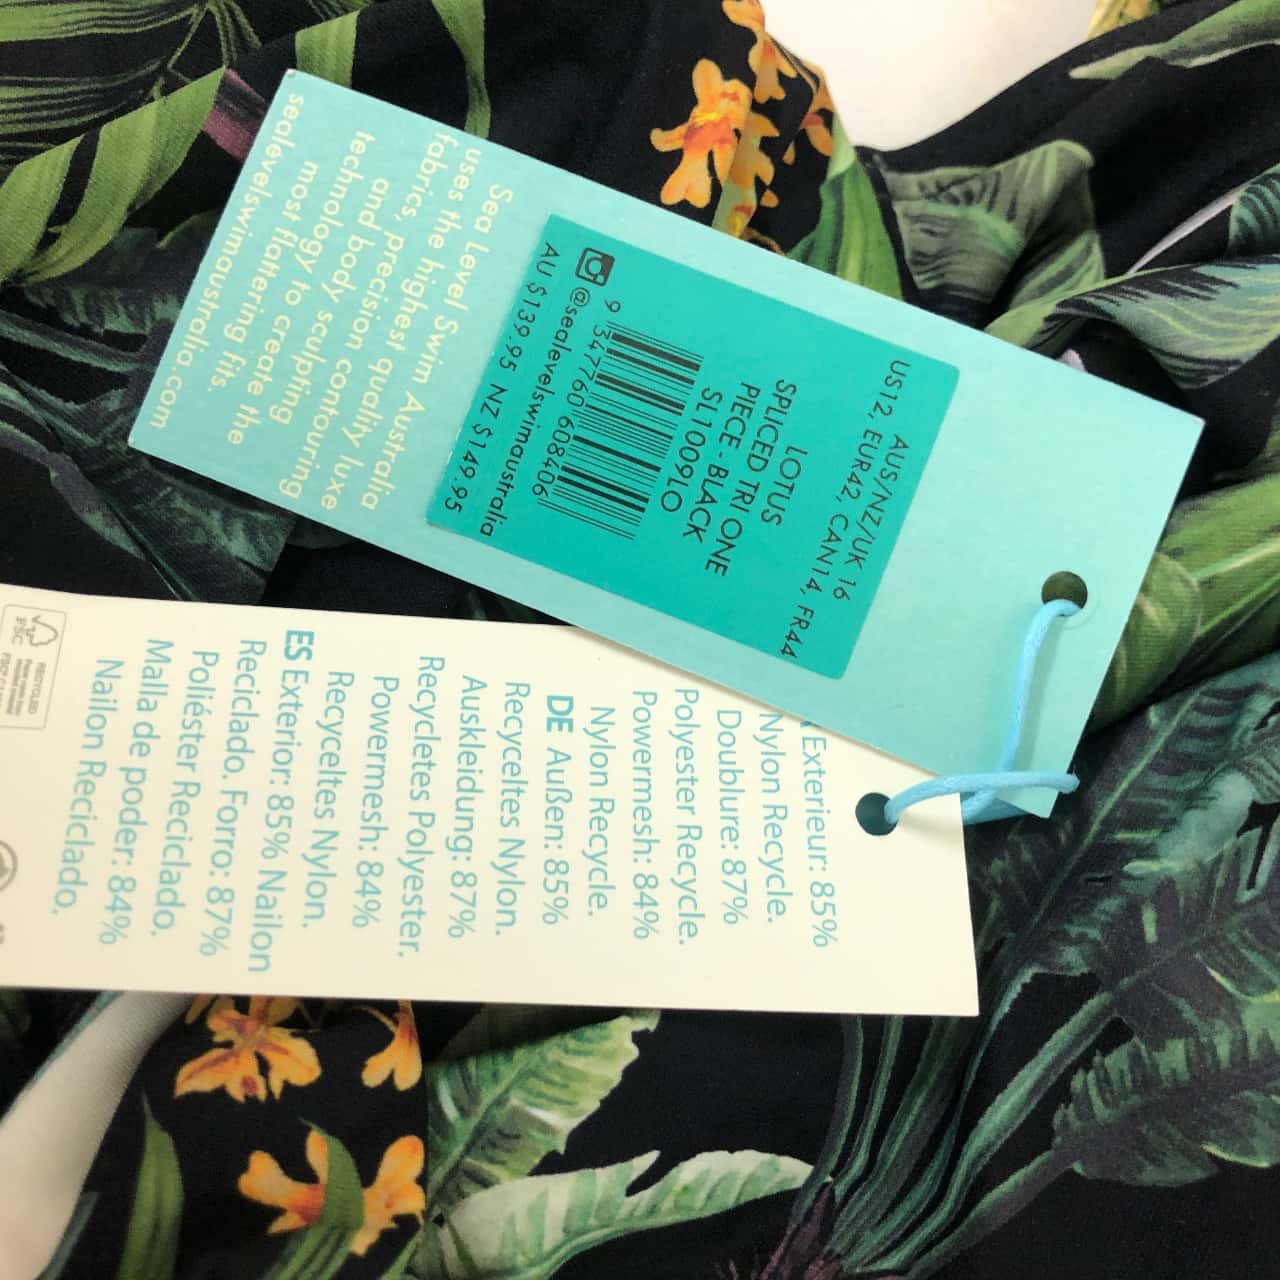 AUS/NZ/UK 16
US12, EUR42, CAN14, FR44
LOTUS
SPLICED TRI ONE
PIECE - BLACK
SL1009LO
9 347760 608406
@sealevelswimaustralia
AU $139.95 NZ $149.95
Sea Level Swim Australia
uses the highest quality luxe
fabrics, precision contouring
and body sculpting
technology to create the
most flattering fits.
sealevelswimaustralia.com
Exterieur: 85%
Nylon Recycle.
Doublure: 87%
Polyester Recycle.
Powermesh: 84%
Nylon Recycle.
DE Außen: 85%
Recyceltes Nylon.
Auskleidung: 87%
Recycletes Polyester.
Powermesh: 84%
Recyceltes Nylon.
ES Exterior: 85% Nailon
Reciclado. Forro: 87%
Poliéster Reciclado.
Malla de poder: 84%
Nailon Reciclado.
FSC
RECYCLED